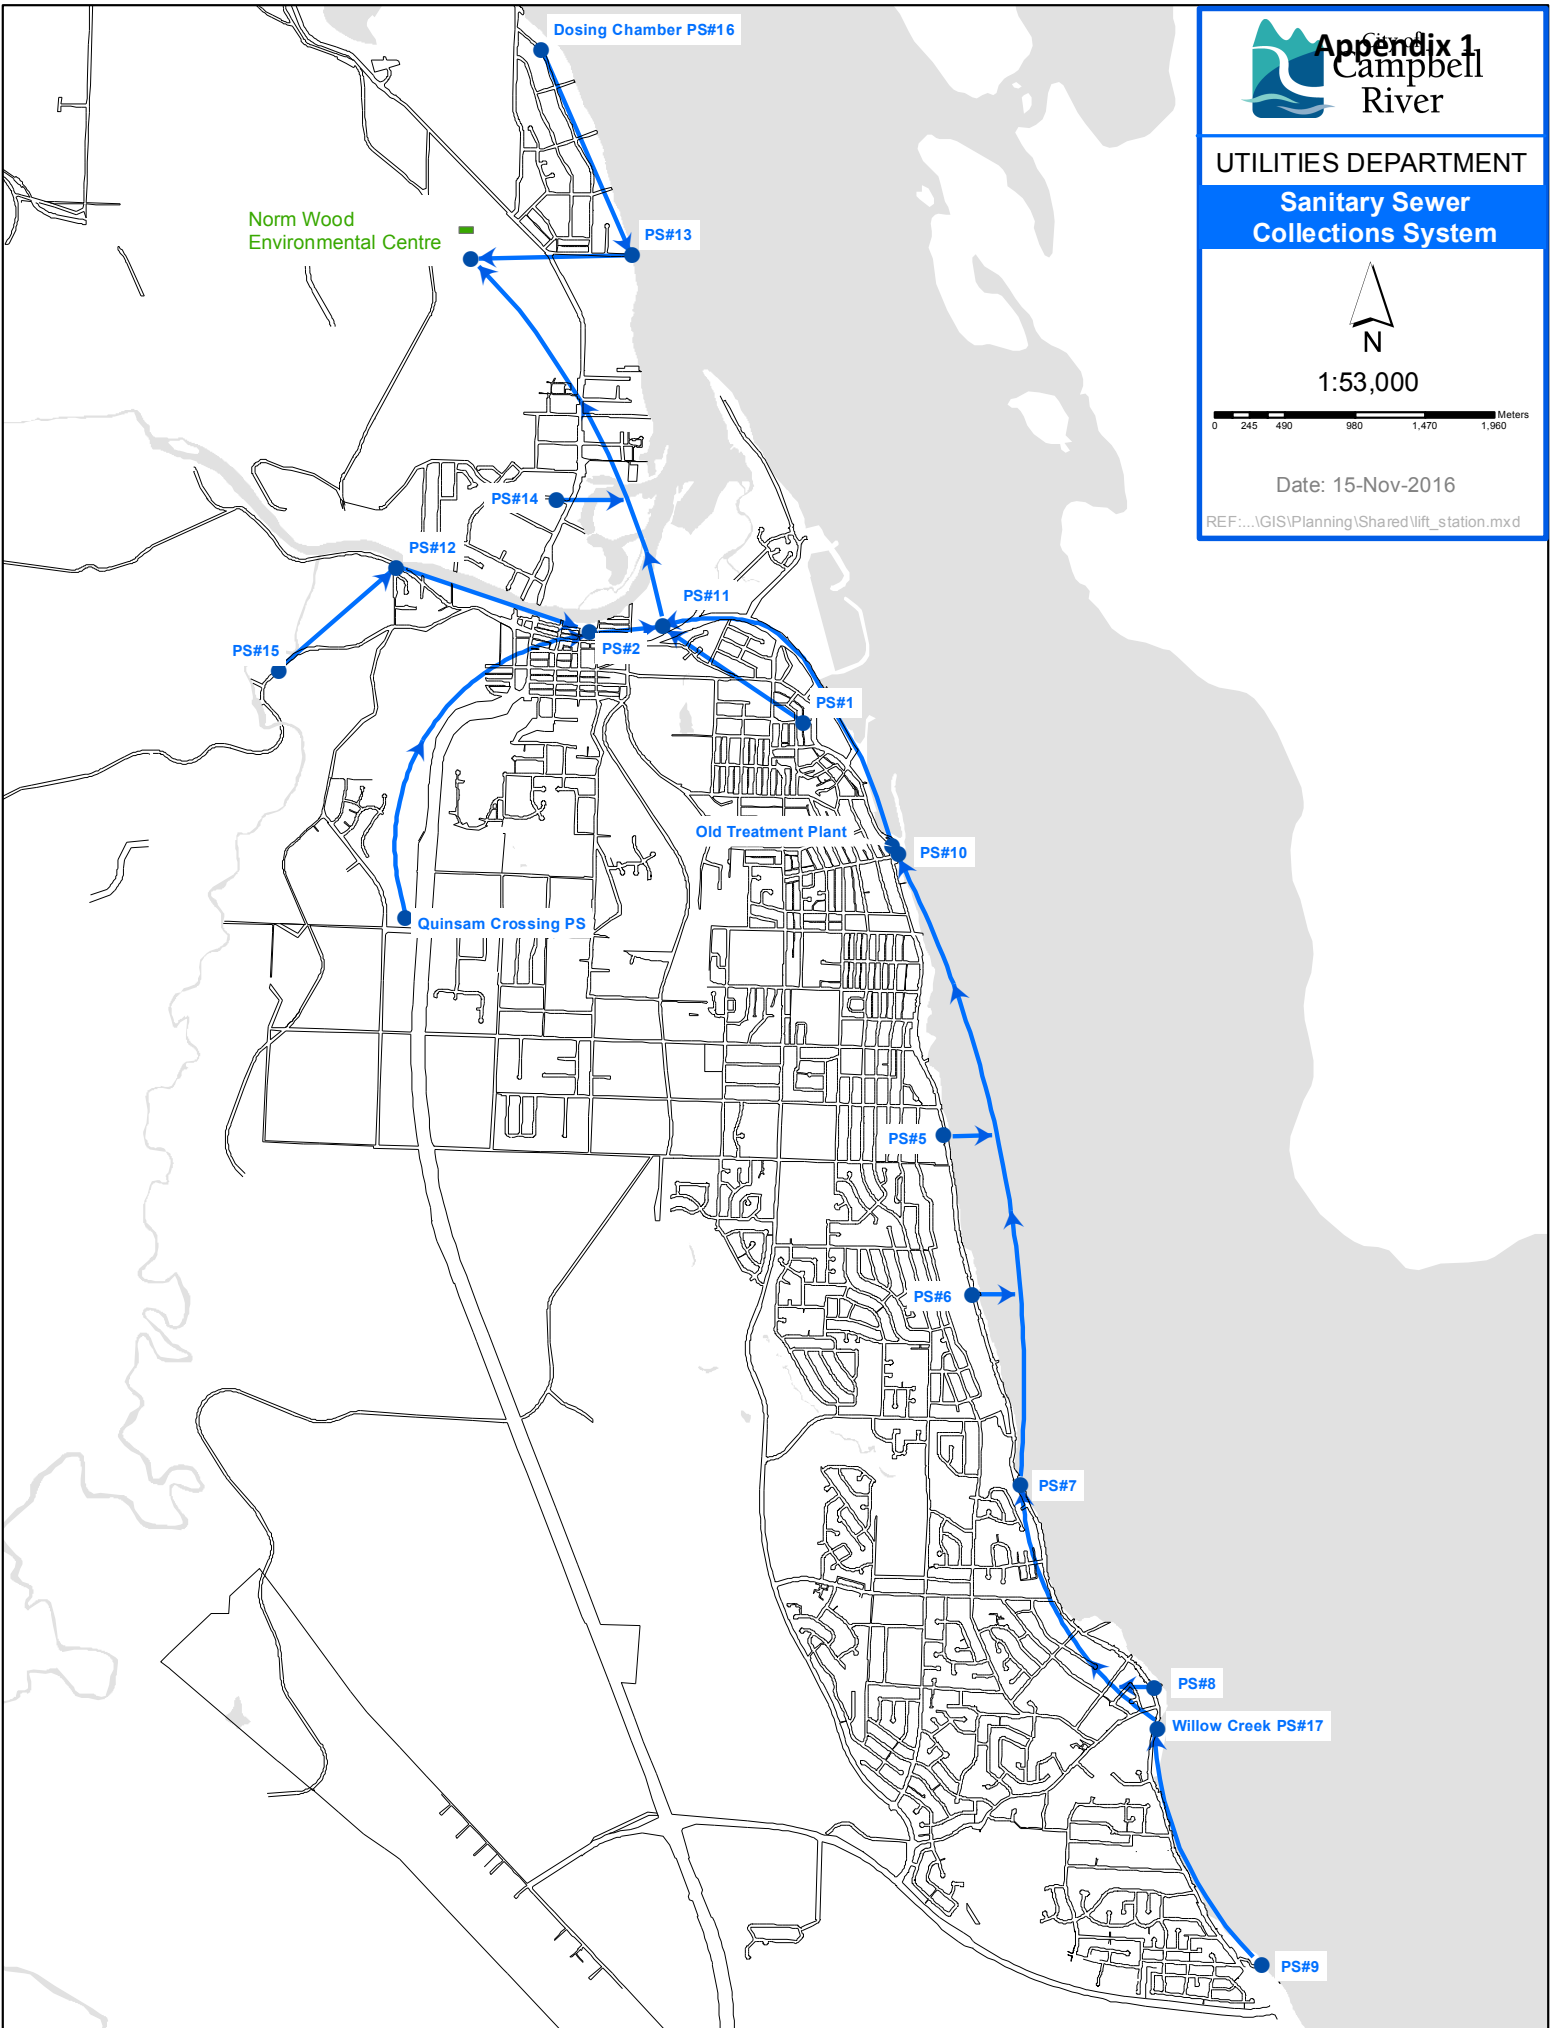 Dosing Chamber PS#16
City of
Appendix 1
Campbell
River
UTILITIES DEPARTMENT
Sanitary Sewer
Collections System
N
1:53,000
Meters
0 245 490 980 1,470 1,960
Date: 15-Nov-2016
REF:...\GIS\Planning\Shared\lift_station.mxd
Norm Wood
Environmental Centre
PS#13
PS#14
PS#12
PS#11
PS#15
PS#2
PS#1
Old Treatment Plant
PS#10
Quinsam Crossing PS
PS#5
PS#6
PS#7
PS#8
Willow Creek PS#17
PS#9